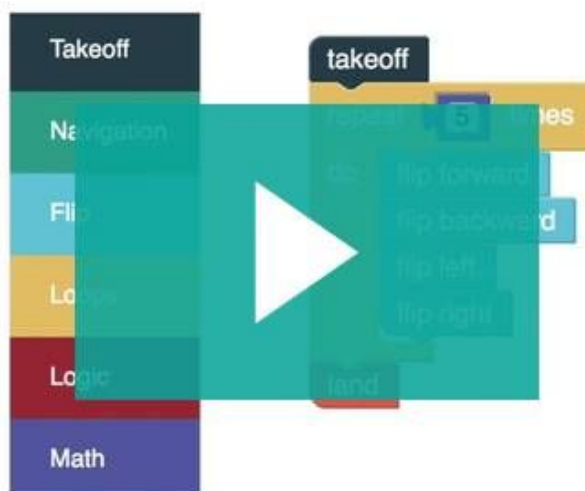 Takeoff
Navigation
Flip
Loops
Logic
Math
takeoff
repeat 5 times
do flip forward
flip backward
flip left
flip right
land